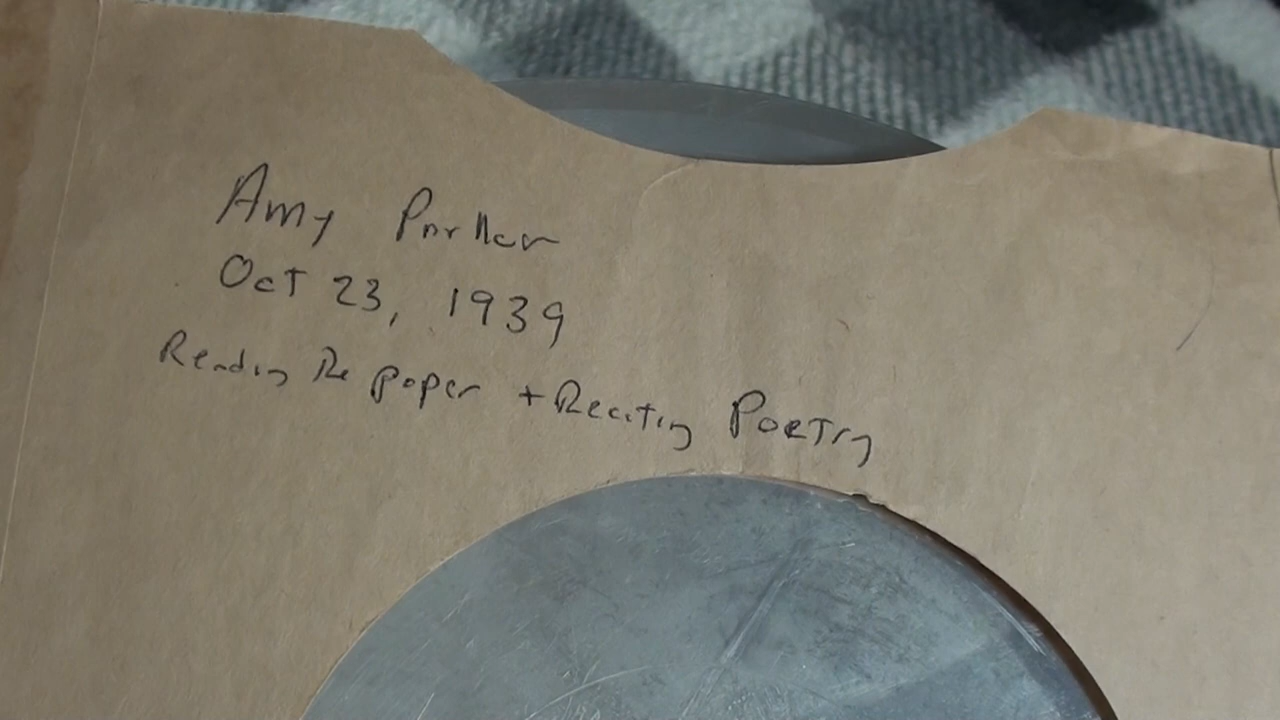 Amy Parker
Oct 23, 1939
Reading the paper + Reciting Poetry